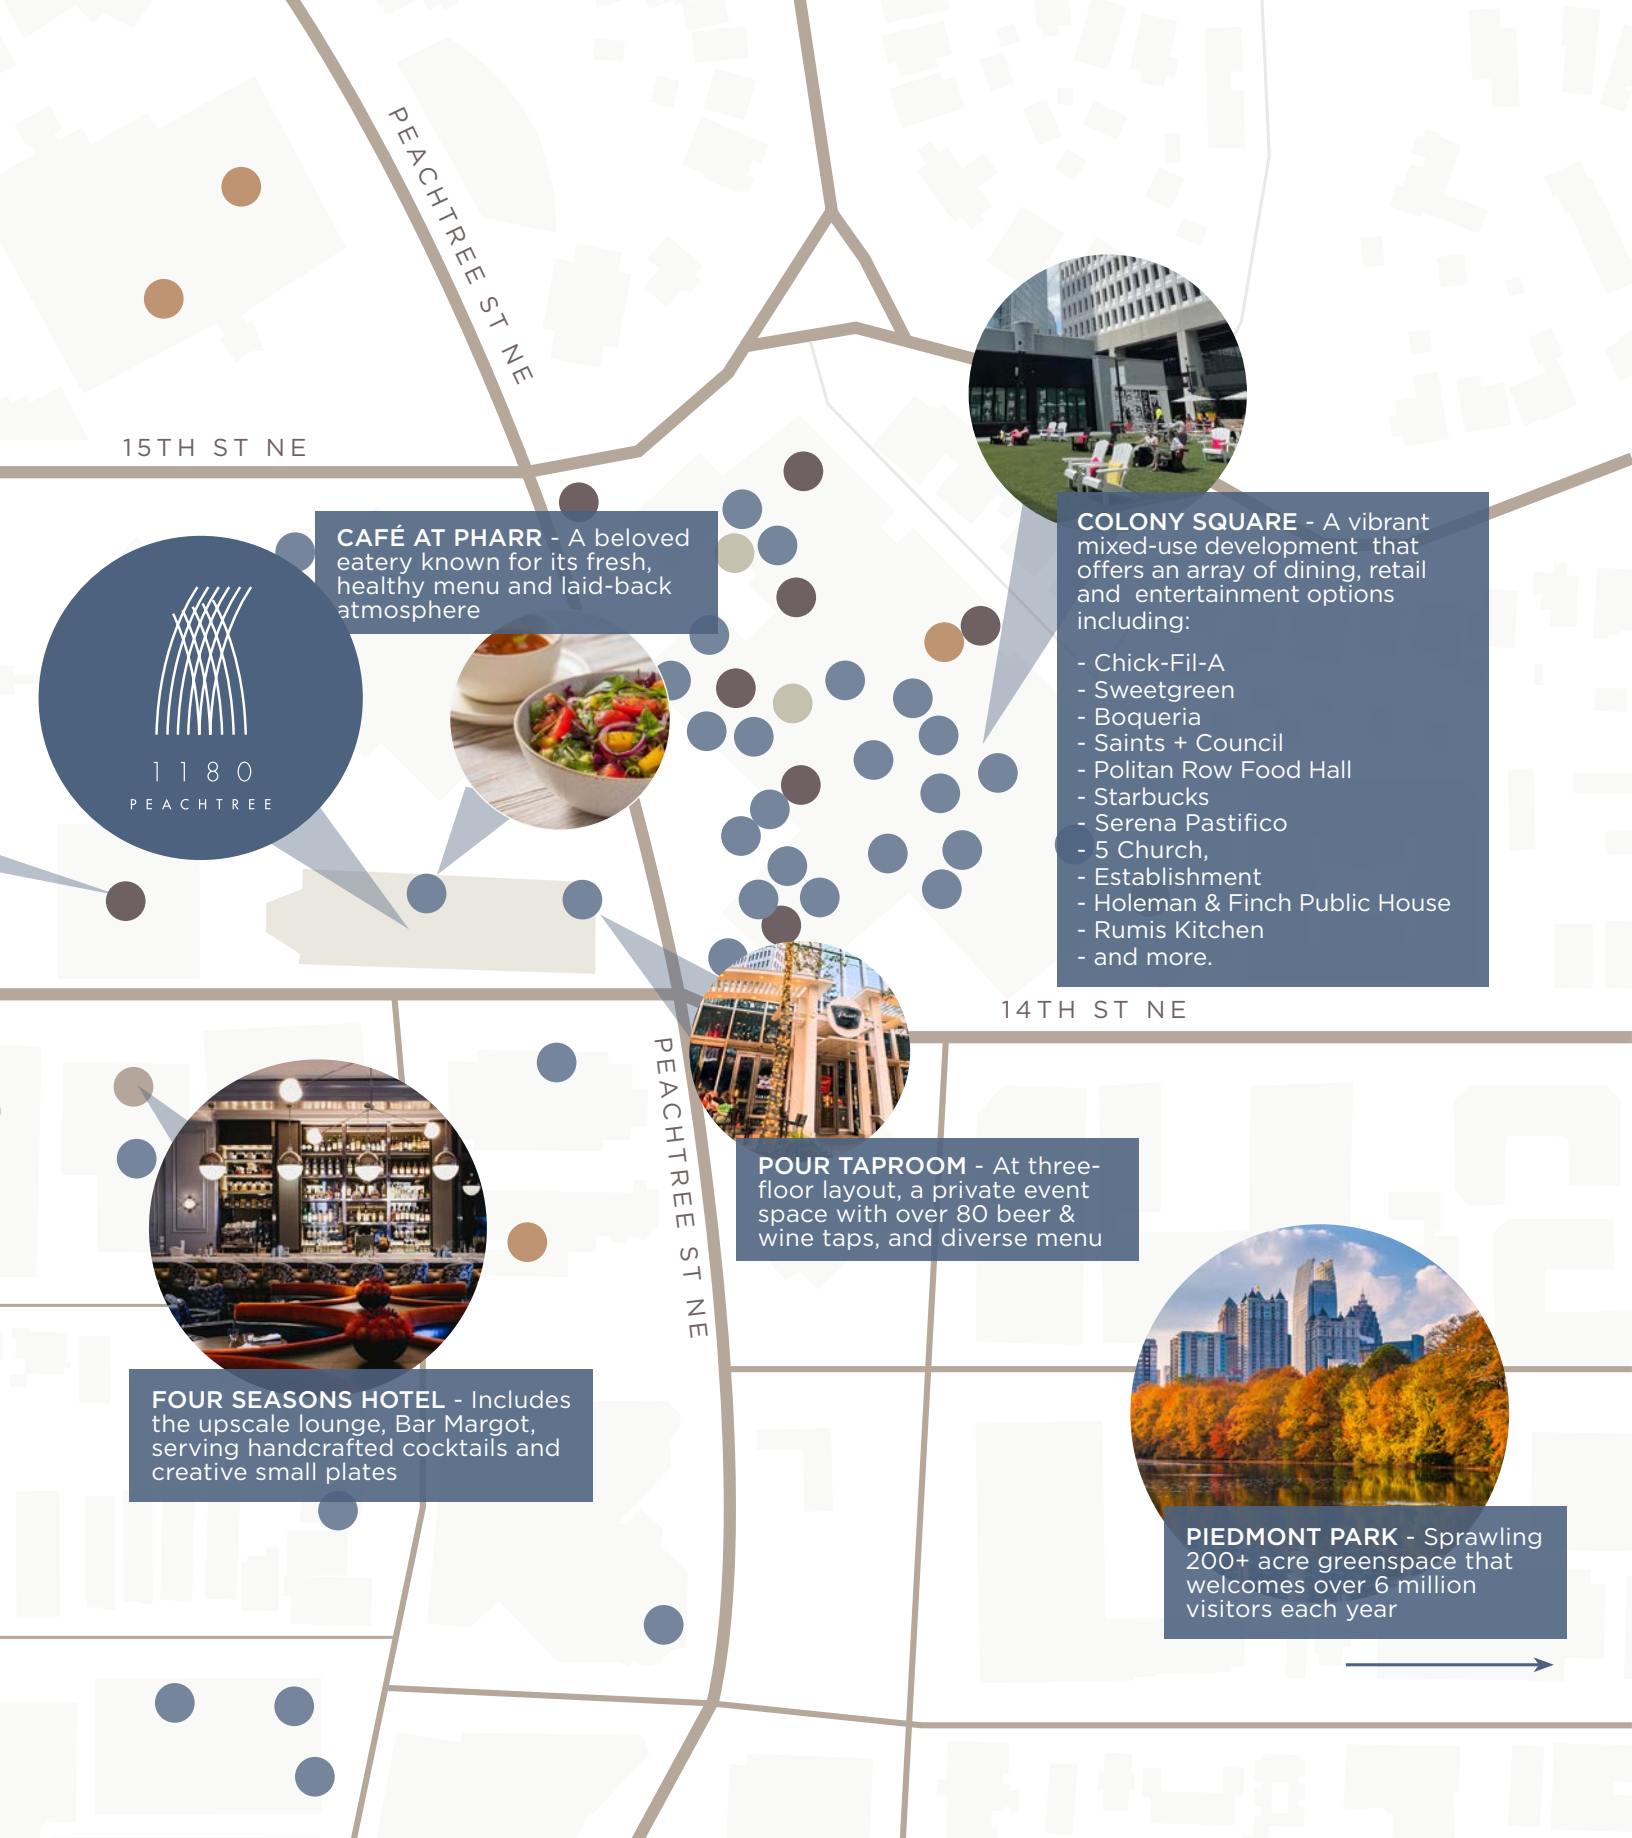 PEACHTREE ST NE
15TH ST NE
CAFÉ AT PHARR - A beloved
eatery known for its fresh,
healthy menu and laid-back
atmosphere
1180
PEACHTREE
COLONY SQUARE - A vibrant
mixed-use development that
offers an array of dining, retail
and entertainment options
including:
- Chick-Fil-A
- Sweetgreen
- Boqueria
- Saints + Council
- Politan Row Food Hall
- Starbucks
- Serena Pastifico
- 5 Church,
- Establishment
- Holeman & Finch Public House
- Rumis Kitchen
- and more.
14TH ST NE
PEACHTREE ST NE
POUR TAPROOM - At three-
floor layout, a private event
space with over 80 beer &
wine taps, and diverse menu
FOUR SEASONS HOTEL - Includes
the upscale lounge, Bar Margot,
serving handcrafted cocktails and
creative small plates
PIEDMONT PARK - Sprawling
200+ acre greenspace that
welcomes over 6 million
visitors each year